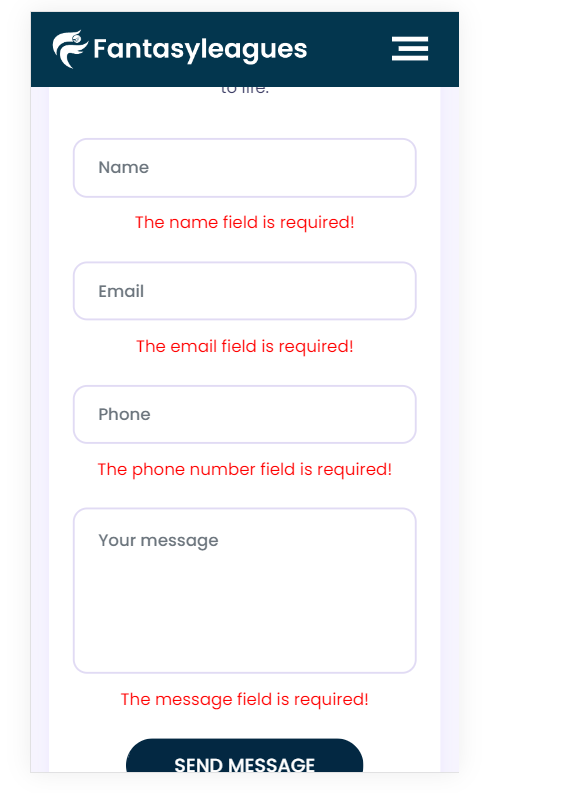 Fantasyleagues
to life.
Name
The name field is required!
Email
The email field is required!
Phone
The phone number field is required!
Your message
The message field is required!
SEND MESSAGE